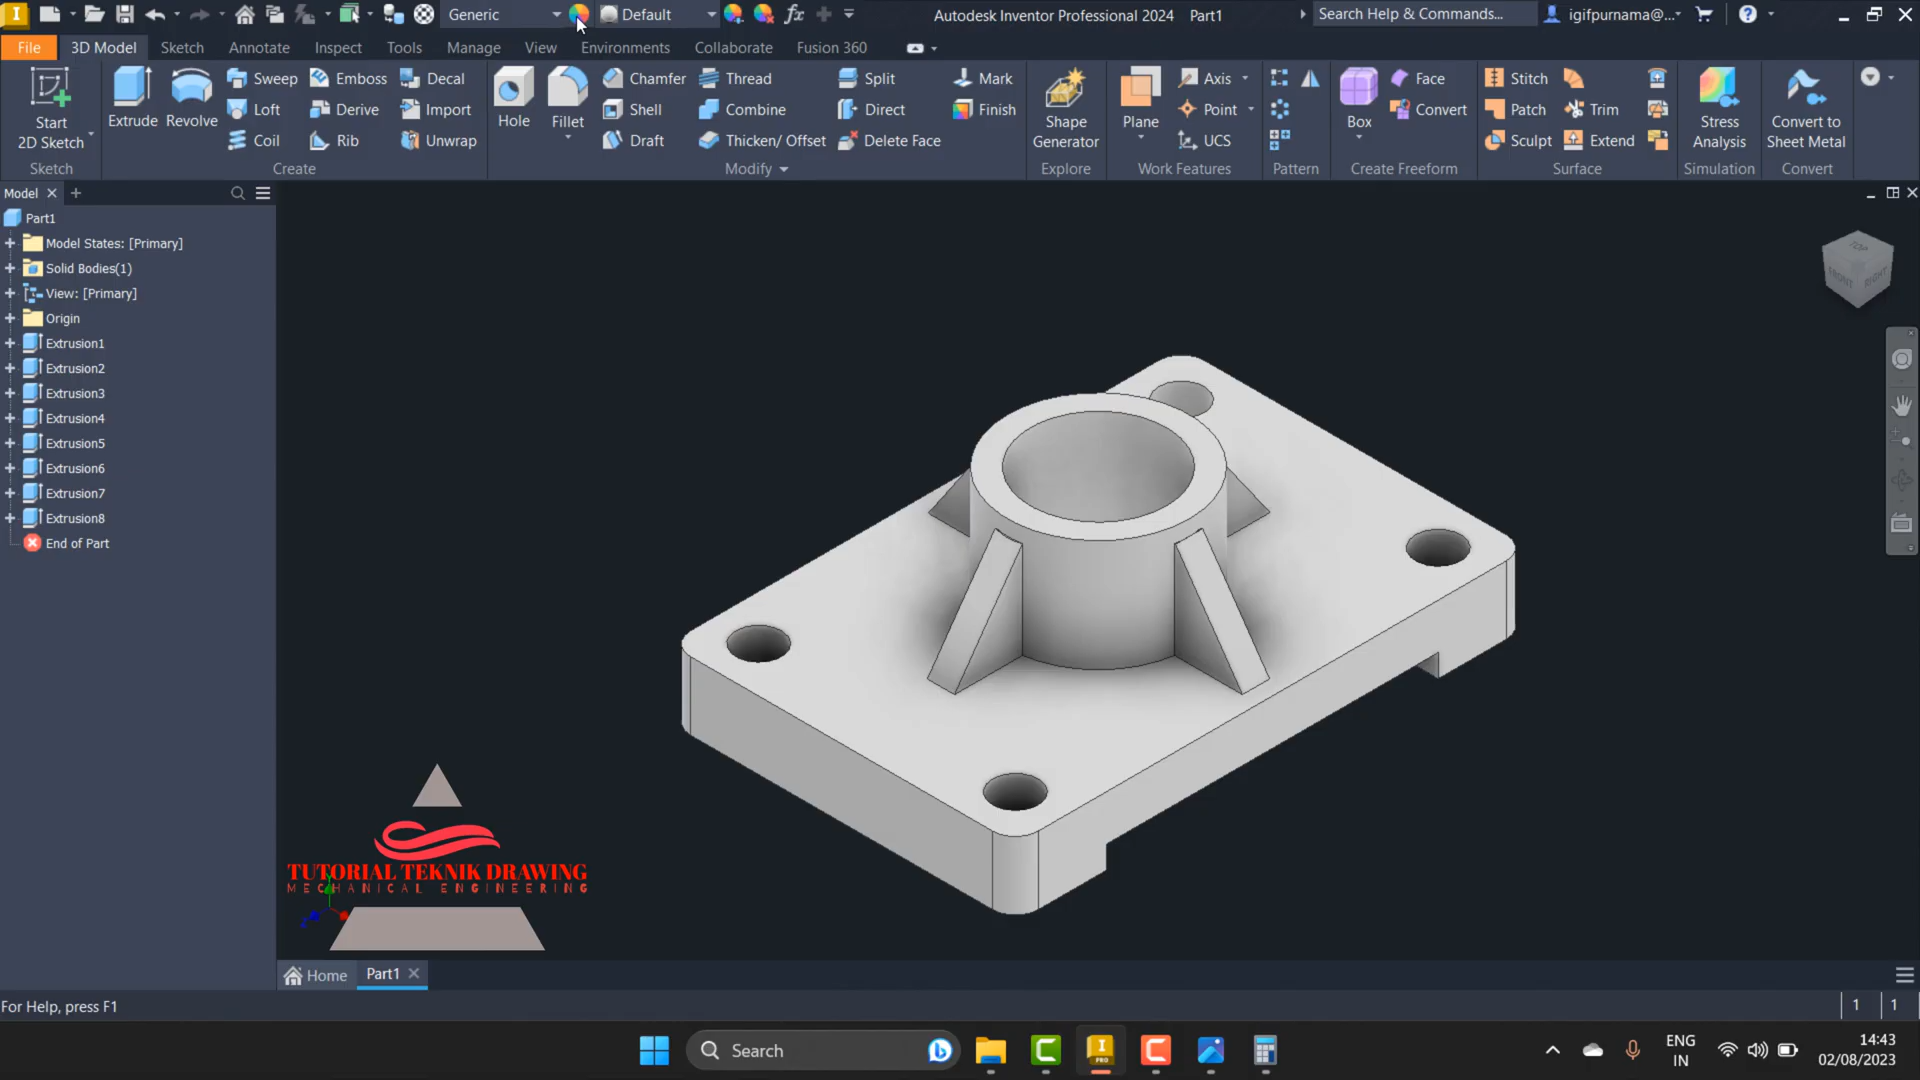 Generic
Default
Autodesk Inventor Professional 2024 Part1
Search Help & Commands...
igifpurnama@...
File
3D Model
Sketch
Annotate
Inspect
Tools
Manage
View
Environments
Collaborate
Fusion 360
Start
2D Sketch
Extrude
Revolve
Sweep
Loft
Coil
Emboss
Derive
Rib
Decal
Import
Unwrap
Hole
Fillet
Chamfer
Shell
Draft
Thread
Combine
Thicken/ Offset
Split
Direct
Delete Face
Mark
Finish
Shape
Generator
Plane
Axis
Point
UCS
Box
Face
Convert
Stitch
Patch
Sculpt
Trim
Extend
Stress
Analysis
Convert to
Sheet Metal
Sketch
Create
Modify
Explore
Work Features
Pattern
Create Freeform
Surface
Simulation
Convert
Model
Part1
Model States: [Primary]
Solid Bodies(1)
View: [Primary]
Origin
Extrusion1
Extrusion2
Extrusion3
Extrusion4
Extrusion5
Extrusion6
Extrusion7
Extrusion8
End of Part
TOP
FRONT
RIGHT
TUTORIAL TEKNIK DRAWING
MECHANICAL ENGINEERING
Home
Part1
For Help, press F1
1
1
Search
ENG
IN
14:43
02/08/2023